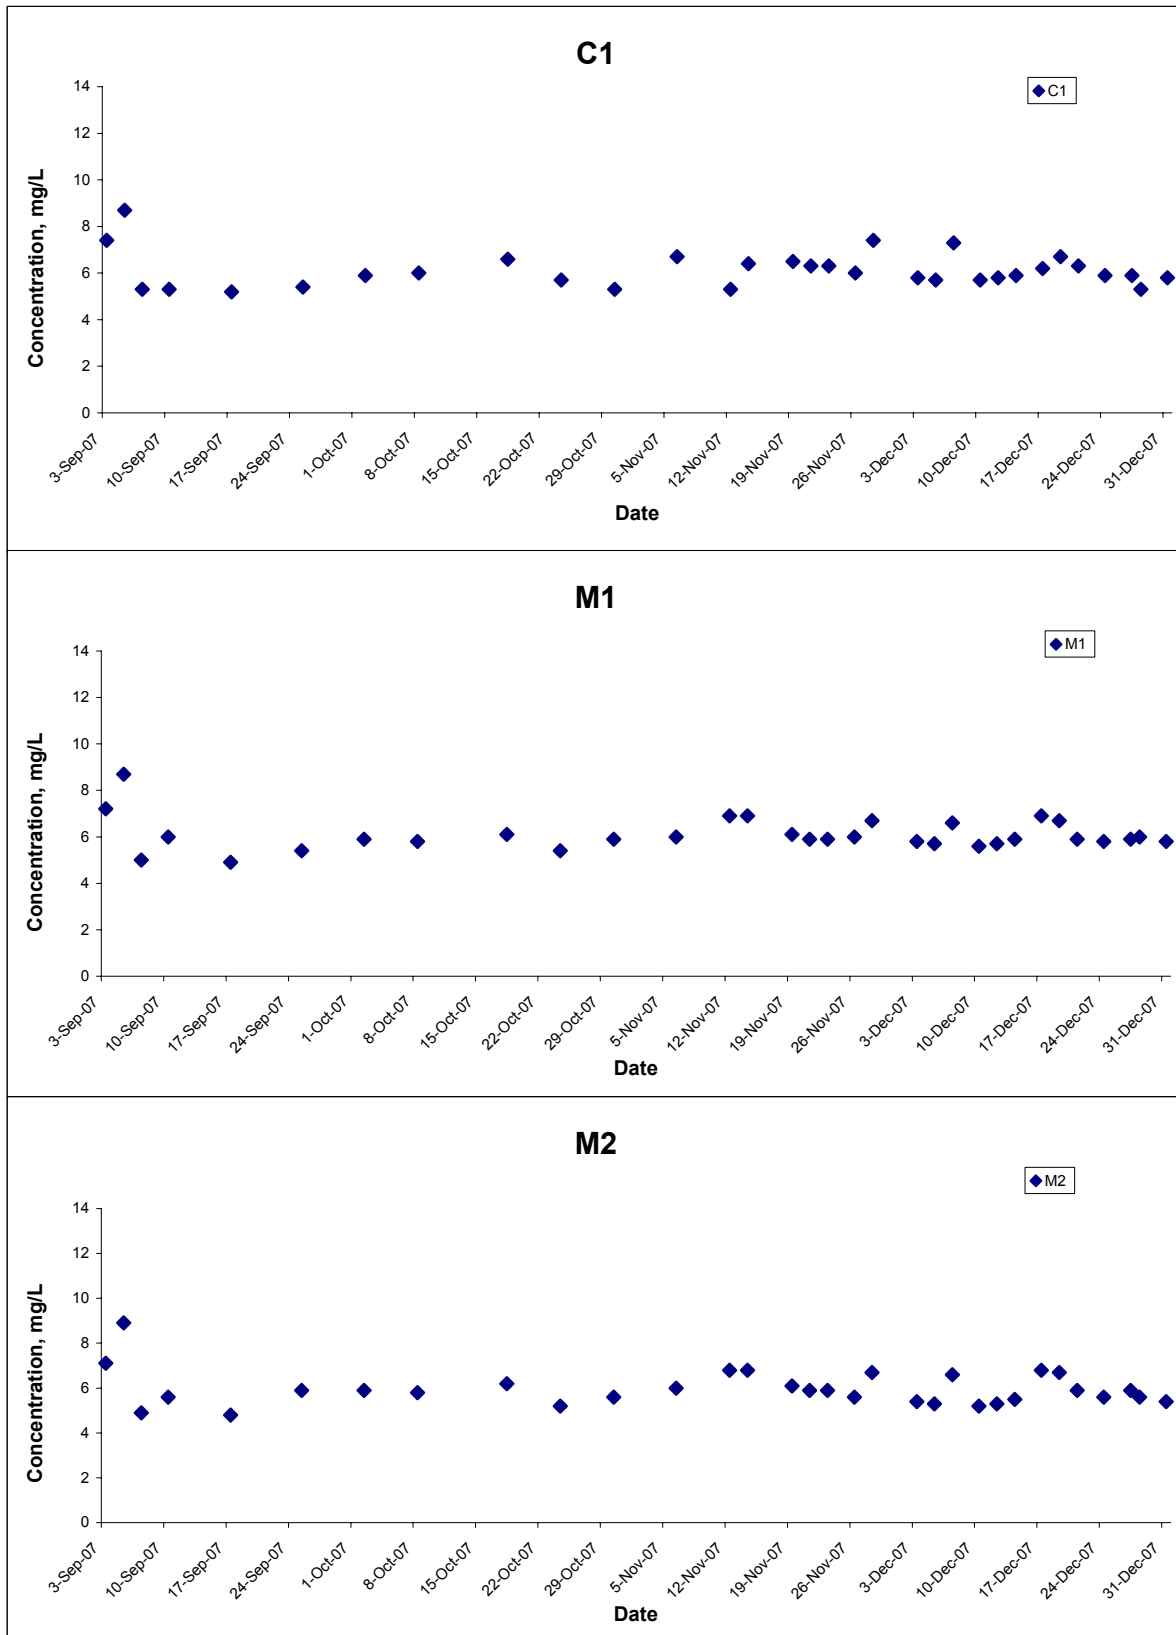 C1
C1
14
12
10
8
6
4
2
0
Concentration, mg/L
3-Sep-07
10-Sep-07
17-Sep-07
24-Sep-07
1-Oct-07
8-Oct-07
15-Oct-07
22-Oct-07
29-Oct-07
5-Nov-07
12-Nov-07
19-Nov-07
26-Nov-07
3-Dec-07
10-Dec-07
17-Dec-07
24-Dec-07
31-Dec-07
Date
M1
M1
14
12
10
8
6
4
2
0
Concentration, mg/L
3-Sep-07
10-Sep-07
17-Sep-07
24-Sep-07
1-Oct-07
8-Oct-07
15-Oct-07
22-Oct-07
29-Oct-07
5-Nov-07
12-Nov-07
19-Nov-07
26-Nov-07
3-Dec-07
10-Dec-07
17-Dec-07
24-Dec-07
31-Dec-07
Date
M2
M2
14
12
10
8
6
4
2
0
Concentration, mg/L
3-Sep-07
10-Sep-07
17-Sep-07
24-Sep-07
1-Oct-07
8-Oct-07
15-Oct-07
22-Oct-07
29-Oct-07
5-Nov-07
12-Nov-07
19-Nov-07
26-Nov-07
3-Dec-07
10-Dec-07
17-Dec-07
24-Dec-07
31-Dec-07
Date